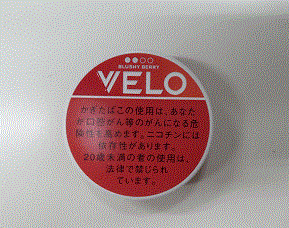 BLUSHY BERRY
VELO
かぎたばこの使用は、あなた
が口腔がん等のがんになる危
険性を高めます。ニコチンには
依存性があります。
20歳未満の者の使用は、
法律で禁じられ
ています。